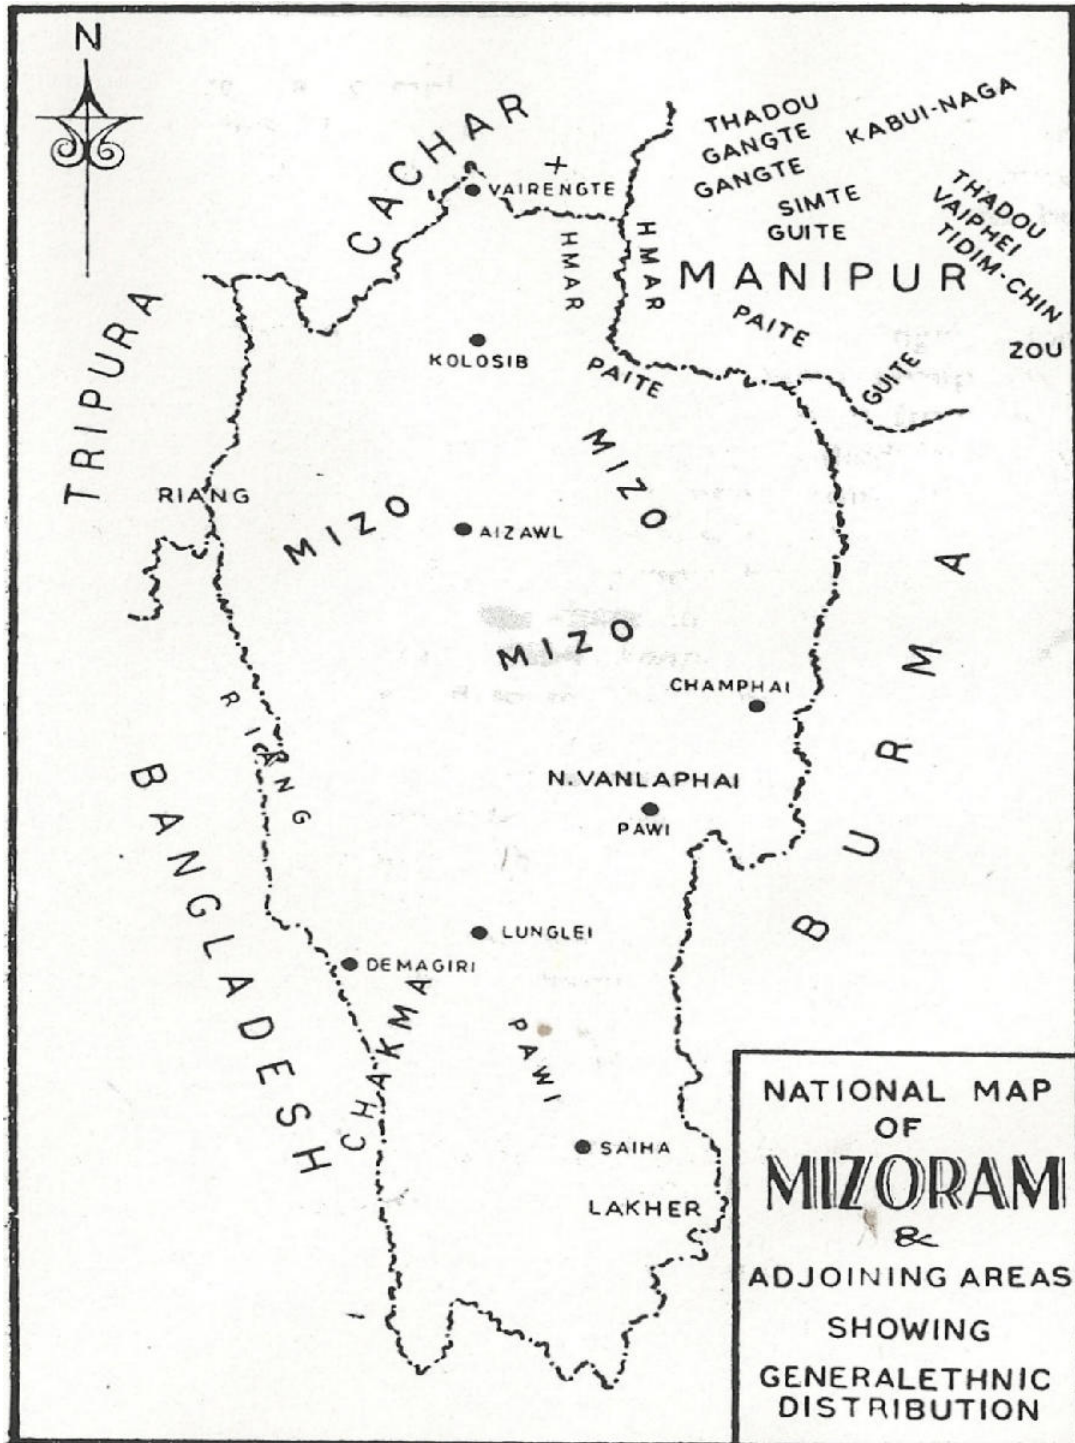 N
CACHAR
THADOU
GANGTE
GANGTE
KABUI-NAGA
SIMTE
GUITE
THADOU
VAIPHEI
TIDIM-CHIN
VAIRENGTE
HMAR
HMAR
MANIPUR
TRIPURA
PAITE
ZOU
KOLOSIB
PAITE
GUITE
MIZO
RIANG
MIZO
AIZAWL
MIZO
BURMA
CHAMPHAI
RIANG
N.VANLAPHAI
PAWI
BANGLADESH
LUNGLEI
DEMAGIRI
CHAKMA
PAWI
SAIHA
LAKHER
NATIONAL MAP
OF
MIZORAM
&
ADJOINING AREAS
SHOWING
GENERALETHNIC
DISTRIBUTION